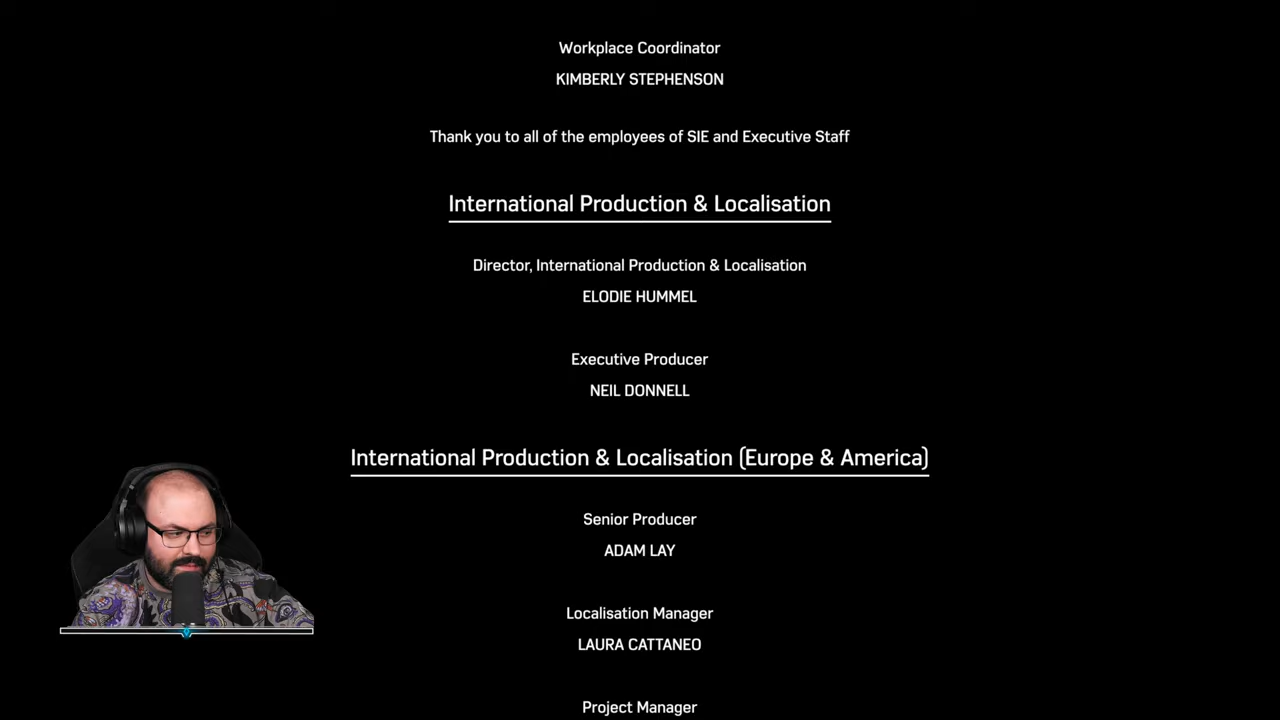 Workplace Coordinator
KIMBERLY STEPHENSON
Thank you to all of the employees of SIE and Executive Staff
International Production & Localisation
Director, International Production & Localisation
ELODIE HUMMEL
Executive Producer
NEIL DONNELL
International Production & Localisation (Europe & America)
Senior Producer
ADAM LAY
Localisation Manager
LAURA CATTANEO
Project Manager